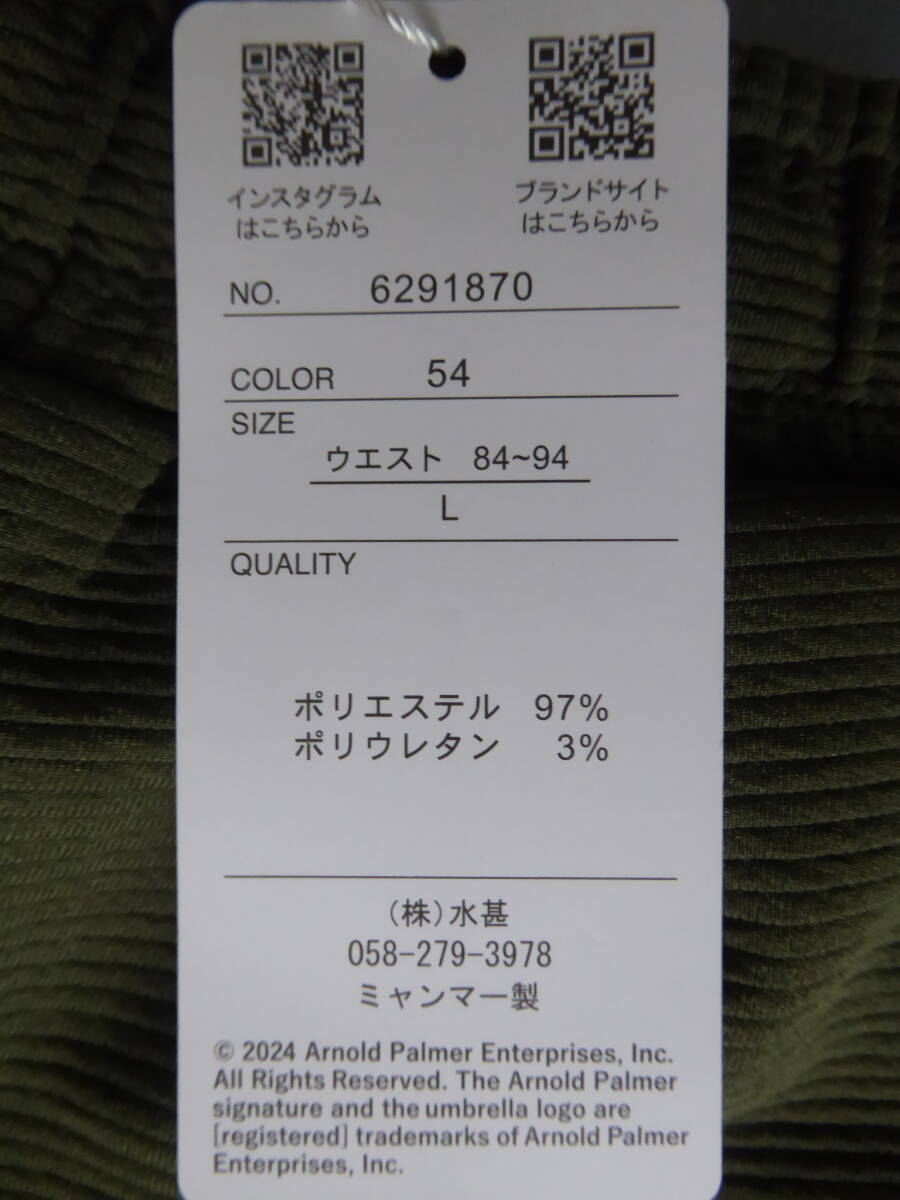 インスタグラム
はこちらから
ブランドサイト
はこちらから
NO. 6291870
COLOR 54
SIZE
ウエスト 84~94
L
QUALITY
ポリエステル 97%
ポリウレタン 3%
(株)水甚
058-279-3978
ミャンマー製
© 2024 Arnold Palmer Enterprises, Inc.
All Rights Reserved. The Arnold Palmer
signature and the umbrella logo are
[registered] trademarks of Arnold Palmer
Enterprises, Inc.